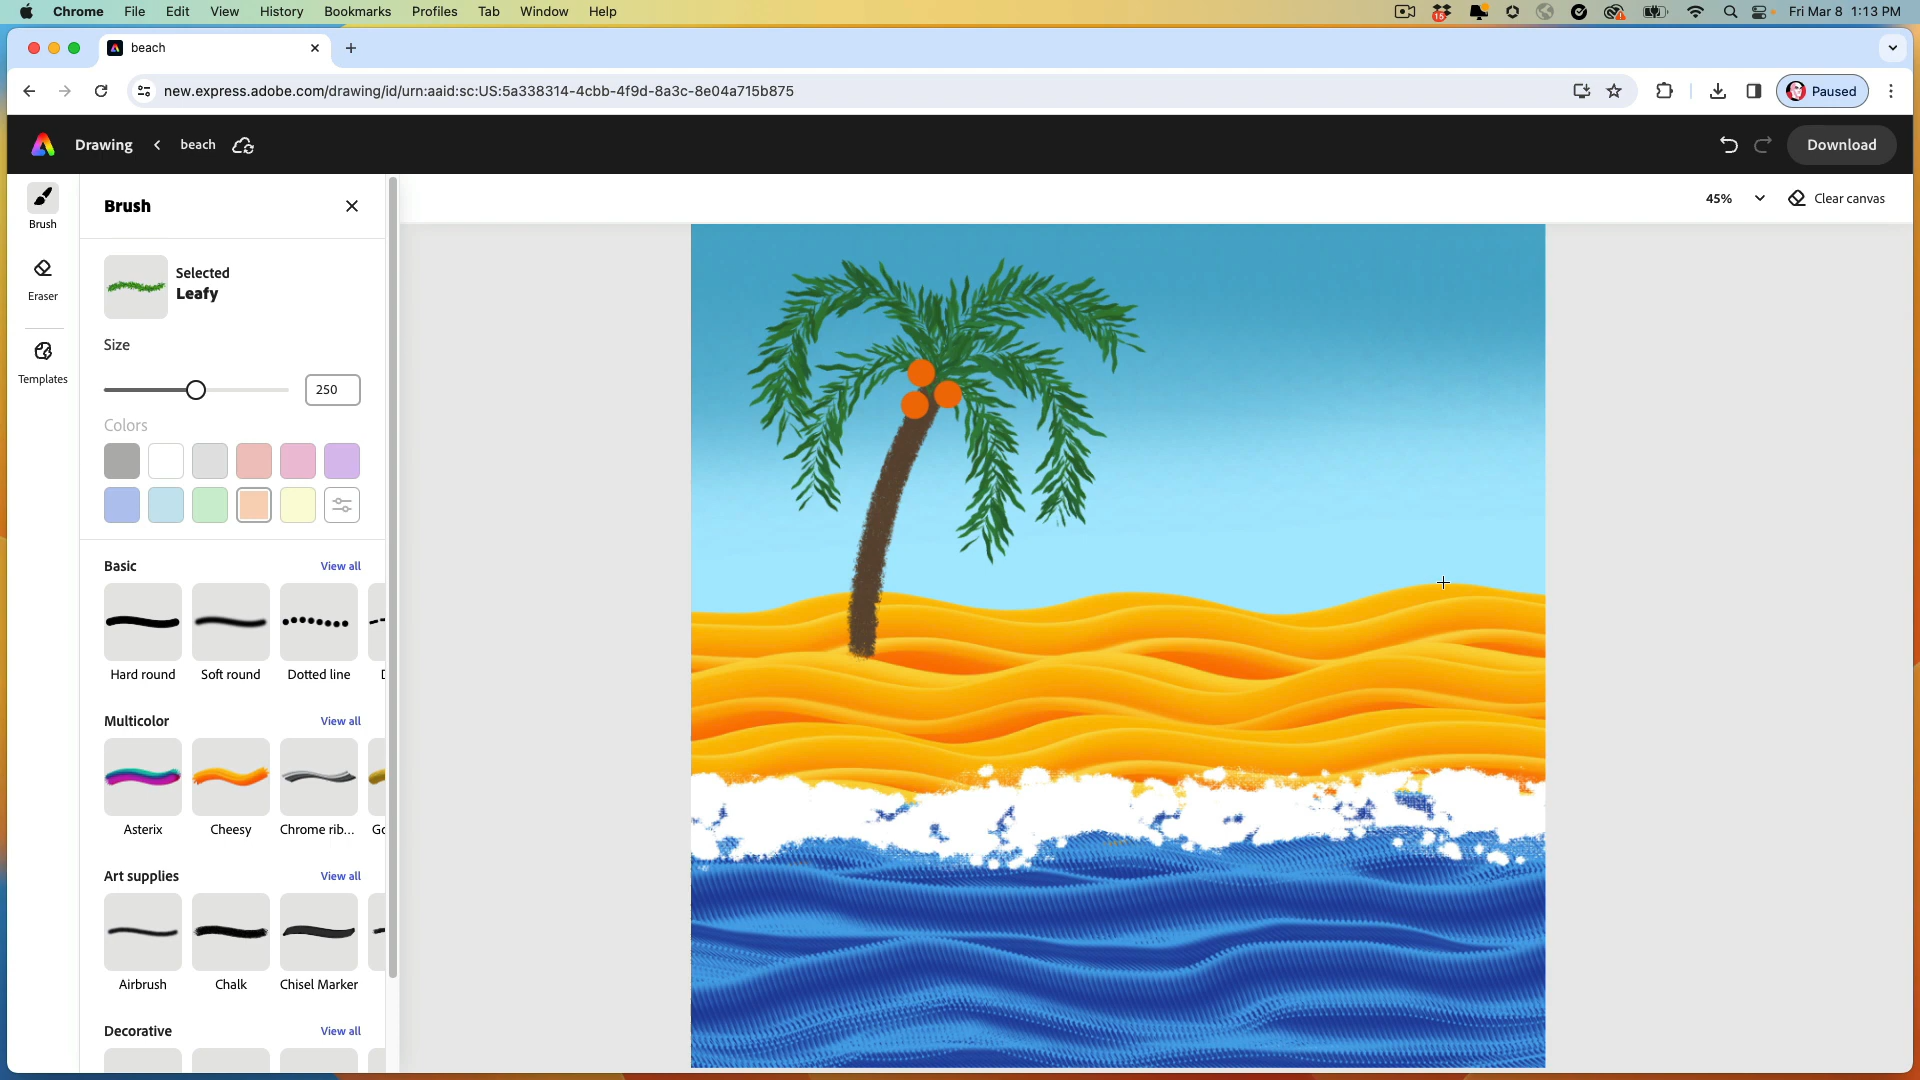 Chrome File Edit View History Bookmarks Profiles Tab Window Help
15
Fri Mar 8 1:13 PM
beach
new.express.adobe.com/drawing/id/urn:aaid:sc:US:5a338314-4cbb-4f9d-8a3c-8e04a715b875
Paused
Drawing
beach
Download
Brush
Eraser
Templates
Brush
Selected
Leafy
Size
250
Colors
45%
Clear canvas
Basic
View all
Hard round
Soft round
Dotted line
Multicolor
View all
Asterix
Cheesy
Chrome rib...
Art supplies
View all
Airbrush
Chalk
Chisel Marker
Decorative
View all